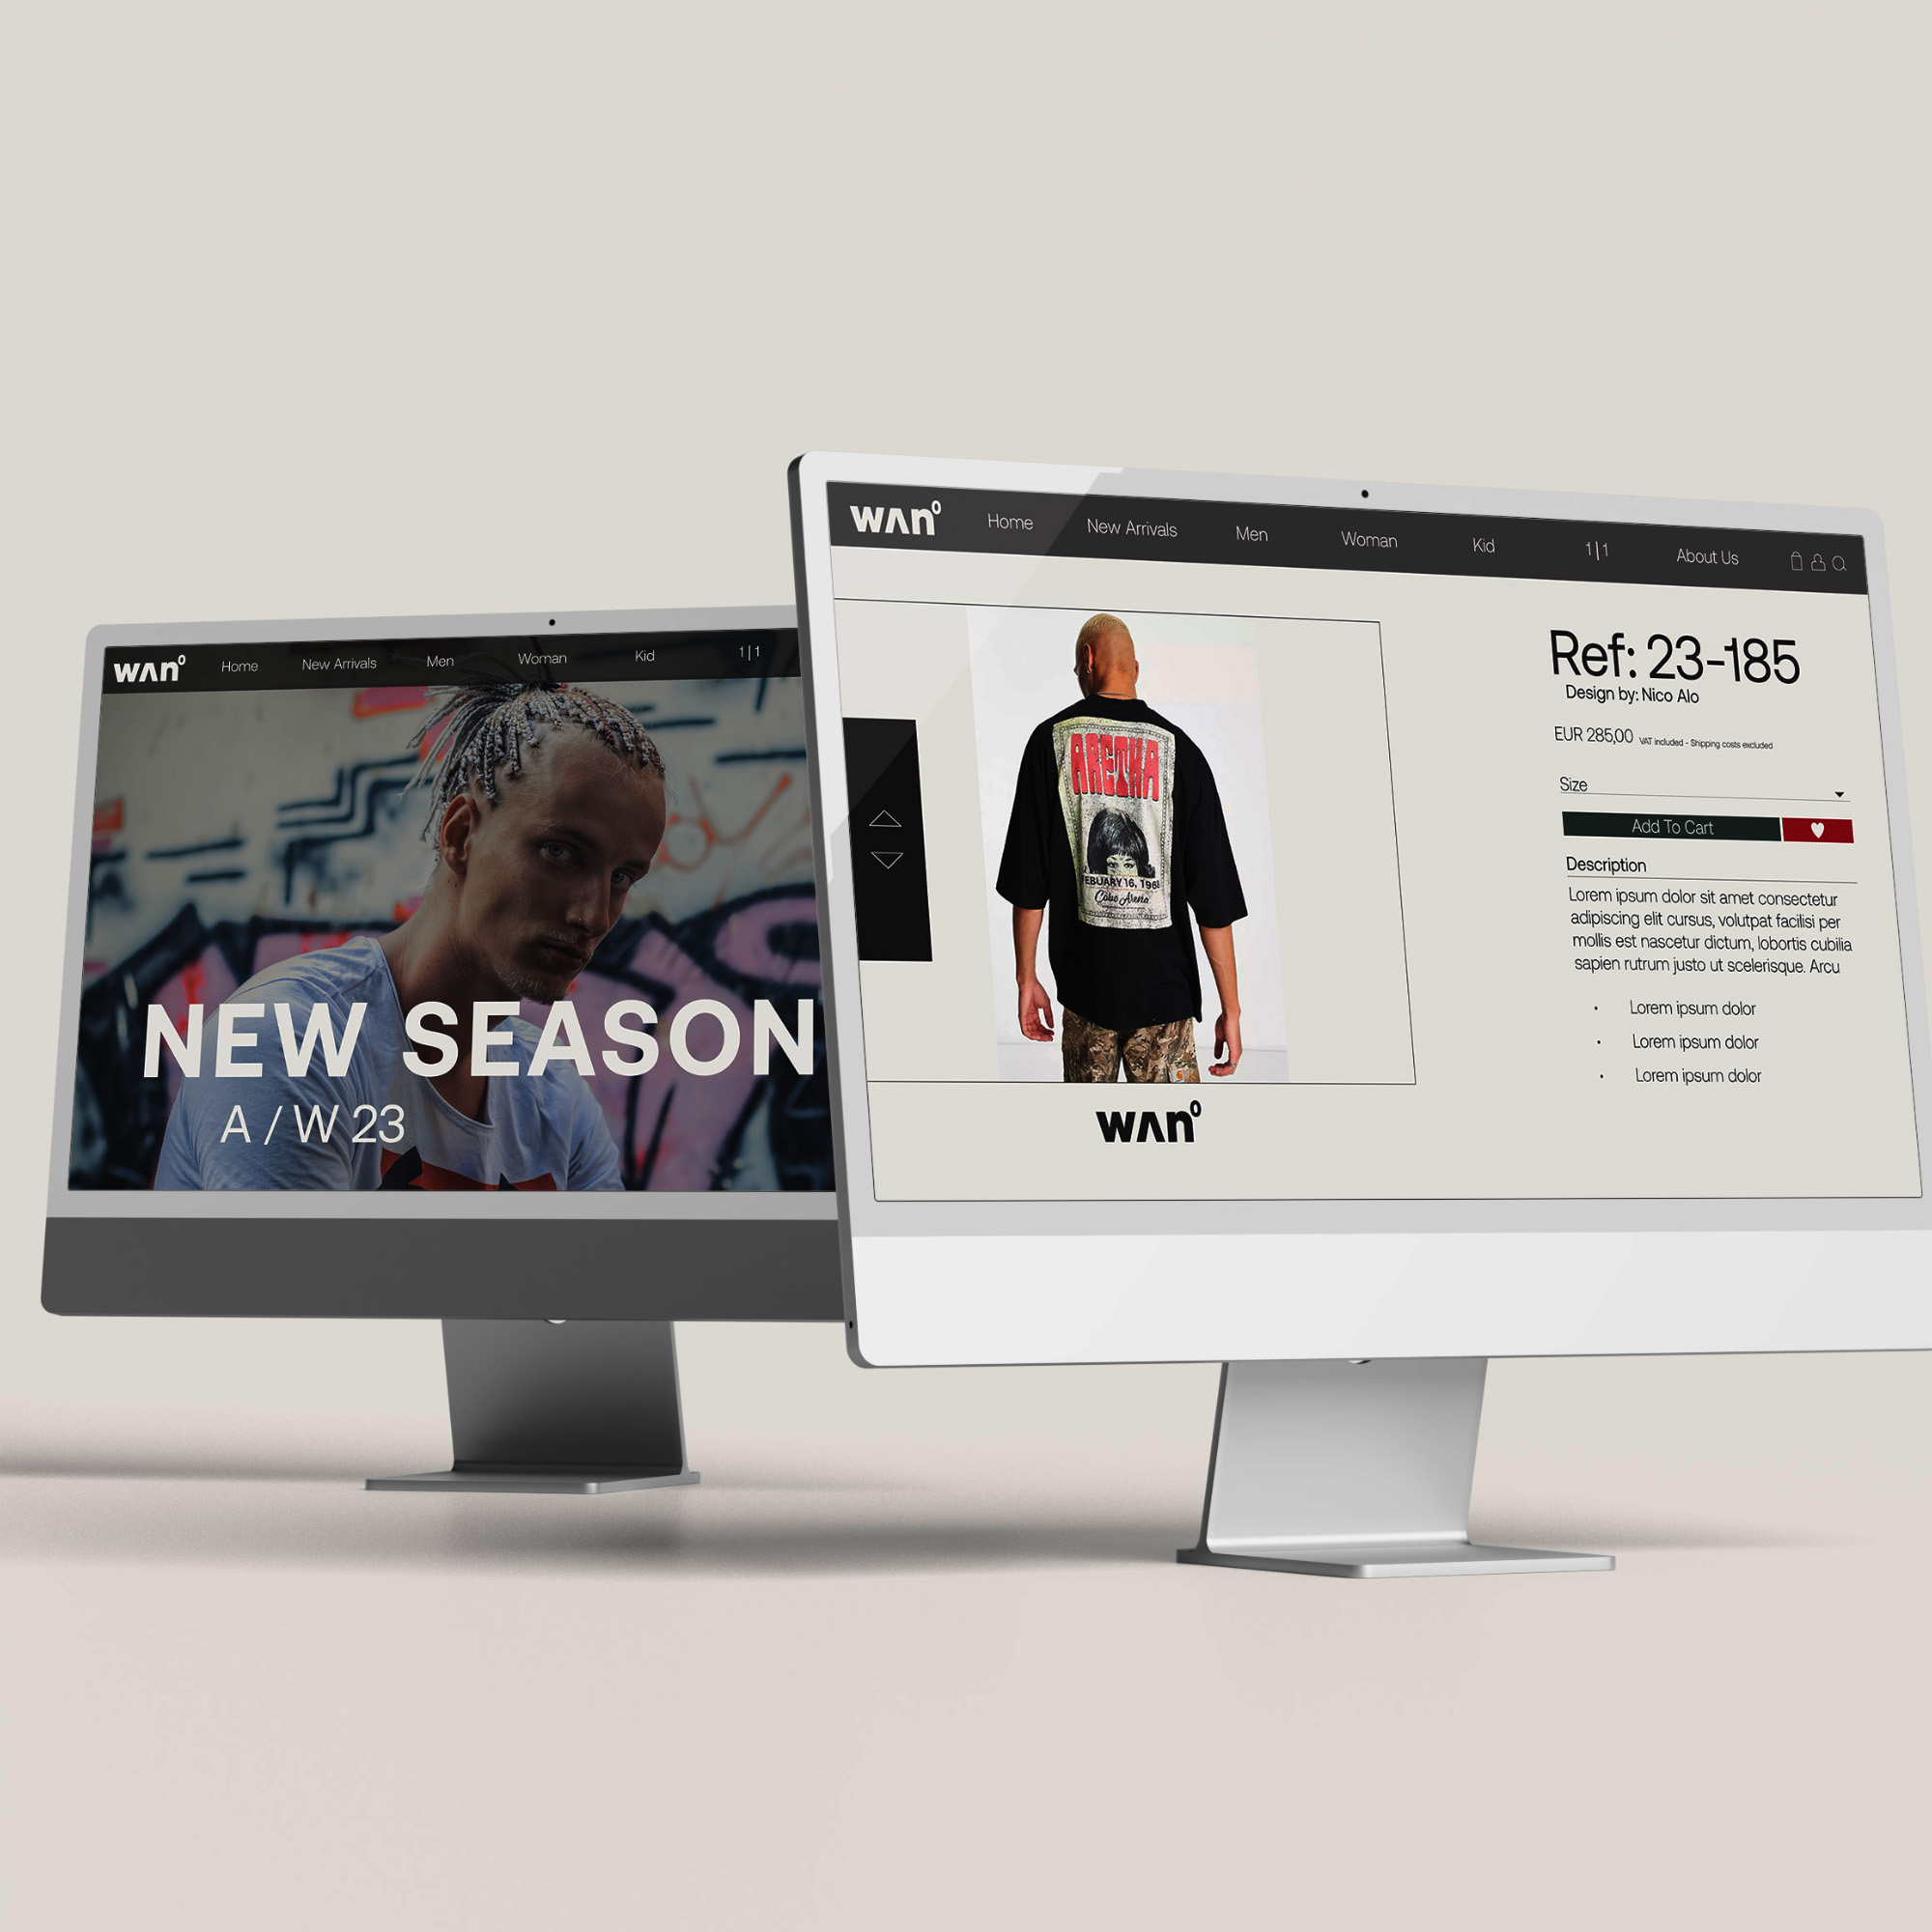 wʌnº
Home New Arrivals Men Woman Kid 1|1
NEW SEASON
A / W 23
wʌnº
Home New Arrivals Men Woman Kid 1|1 About Us
ARETHA
FEBUARY 16, 196
Cobo Arena
wʌnº
Ref: 23-185
Design by: Nico Alo
EUR 285,00 VAT included - Shipping costs excluded
Size
Add To Cart
Description
Lorem ipsum dolor sit amet consectetur
adipiscing elit cursus, volutpat facilisi per
mollis est nascetur dictum, lobortis cubilia
sapien rutrum justo ut scelerisque. Arcu
• Lorem ipsum dolor
• Lorem ipsum dolor
• Lorem ipsum dolor